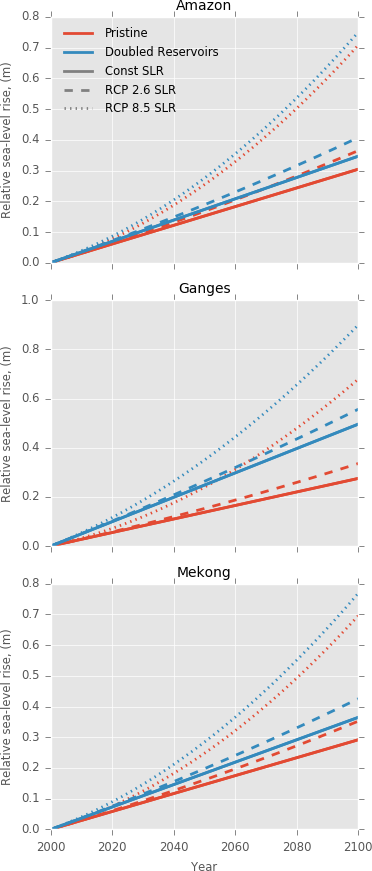 Amazon
0.8
0.7
0.6
0.5
0.4
0.3
0.2
0.1
0.0
Relative sea-level rise, (m)
Pristine
Doubled Reservoirs
Const SLR
RCP 2.6 SLR
RCP 8.5 SLR
Ganges
1.0
0.8
0.6
0.4
0.2
0.0
Relative sea-level rise, (m)
Mekong
0.8
0.7
0.6
0.5
0.4
0.3
0.2
0.1
0.0
Relative sea-level rise, (m)
2000 2020 2040 2060 2080 2100
Year